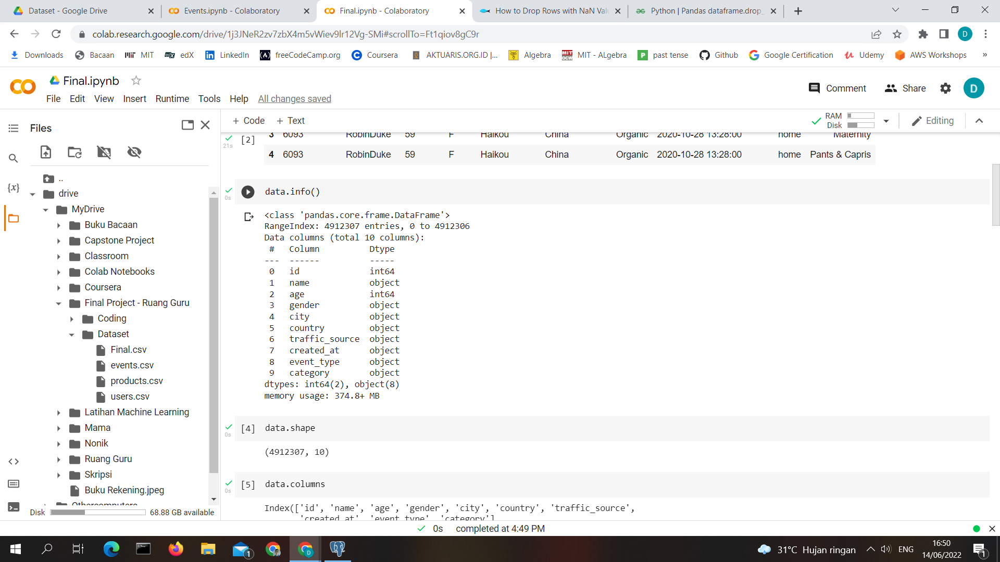 Dataset - Google Drive
Events.ipynb - Colaboratory
Final.ipynb - Colaboratory
How to Drop Rows with NaN Valu
Python | Pandas dataframe.drop_
colab.research.google.com/drive/1j3JNeR2zv7zbX4m5vWiev9lr12Vg-SMi#scrollTo=Ft1qiov8gC9r
D
Downloads
Bacaan
MIT
edX
LinkedIn
freeCodeCamp.org
Coursera
AKTUARIS.ORG.ID |...
Algebra
MIT - ALgebra
past tense
Github
Google Certification
Udemy
AWS Workshops
»
Final.ipynb
File Edit View Insert Runtime Tools Help All changes saved
Comment
Share
D
Files
+ Code + Text
RAM
Disk
Editing
..
drive
MyDrive
Buku Bacaan
Capstone Project
Classroom
Colab Notebooks
Coursera
Final Project - Ruang Guru
Coding
Dataset
Final.csv
events.csv
products.csv
users.csv
Latihan Machine Learning
Mama
Nonik
Ruang Guru
Skripsi
Buku Rekening.jpeg
Othercomputers
Disk 68.88 GB available
21s
[2]
3 6093 RobinDuke 59 F Haikou China Organic 2020-10-28 13:28:00 home Maternity
4 6093 RobinDuke 59 F Haikou China Organic 2020-10-28 13:28:00 home Pants & Capris
0s
data.info()
<class 'pandas.core.frame.DataFrame'>
RangeIndex: 4912307 entries, 0 to 4912306
Data columns (total 10 columns):
# Column Dtype
--- ------ -----
0 id int64
1 name object
2 age int64
3 gender object
4 city object
5 country object
6 traffic_source object
7 created_at object
8 event_type object
9 category object
dtypes: int64(2), object(8)
memory usage: 374.8+ MB
0s
[4] data.shape
(4912307, 10)
0s
[5] data.columns
Index(['id', 'name', 'age', 'gender', 'city', 'country', 'traffic_source',
'created_at', 'event_type', 'category'],
0s completed at 4:49 PM
1
D
31°C Hujan ringan
ENG
16:50
14/06/2022
1